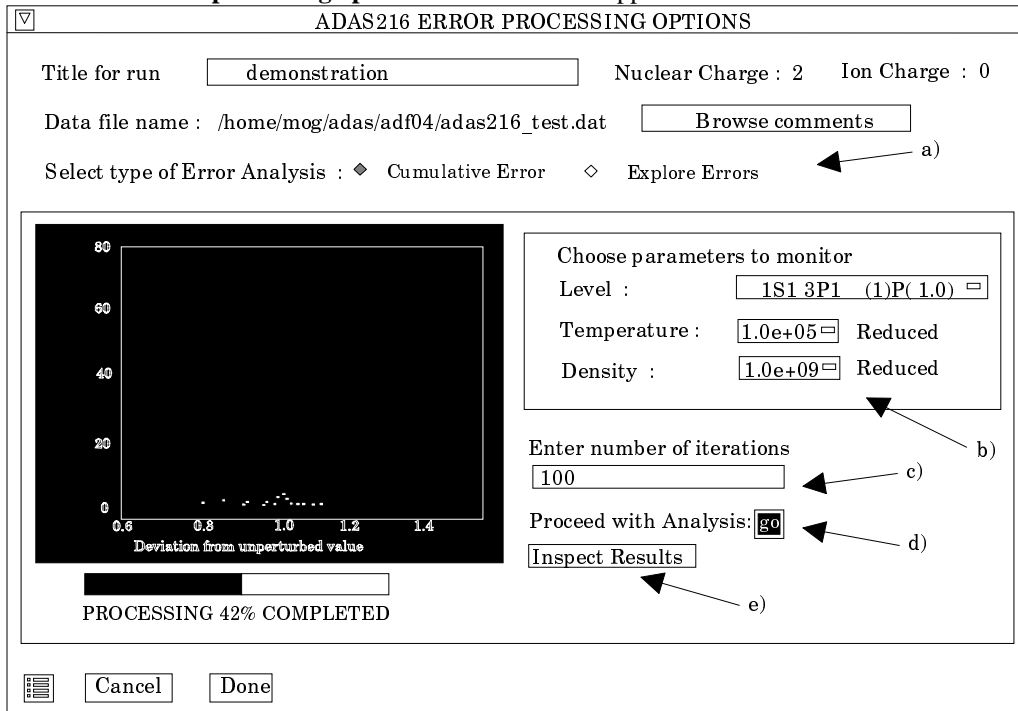 ADAS216 ERROR PROCESSING OPTIONS
Title for run demonstration Nuclear Charge : 2 Ion Charge : 0
Data file name : /home/mog/adas/adf04/adas216_test.dat Browse comments
a)
Select type of Error Analysis : Cumulative Error Explore Errors
80
60
40
20
0
0.6 0.8 1.0 1.2 1.4
Deviation from unperturbed value
PROCESSING 42% COMPLETED
Choose parameters to monitor
Level : 1S1 3P1 (1)P( 1.0)
Temperature : 1.0e+05 Reduced
Density : 1.0e+09 Reduced
b)
Enter number of iterations
100
c)
Proceed with Analysis: go
d)
Inspect Results
e)
Cancel Done